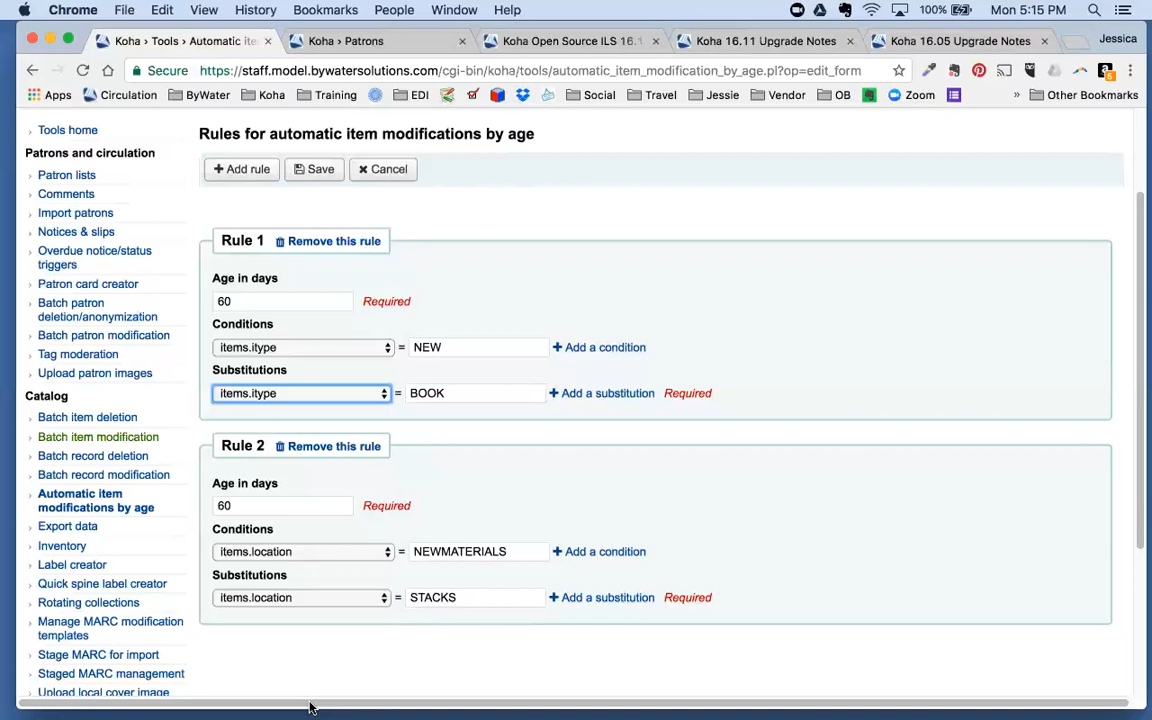 Chrome File Edit View History Bookmarks People Window Help 100% Mon 5:15 PM
Koha › Tools › Automatic ite × Koha › Patrons × Koha Open Source ILS 16.1 × Koha 16.11 Upgrade Notes × Koha 16.05 Upgrade Notes × Jessica
Secure https://staff.model.bywatersolutions.com/cgi-bin/koha/tools/automatic_item_modification_by_age.pl?op=edit_form
Apps Circulation ByWater Koha Training EDI Social Travel Jessie Vendor OB Zoom » Other Bookmarks
Tools home
Patrons and circulation
Patron lists
Comments
Import patrons
Notices & slips
Overdue notice/status
triggers
Patron card creator
Batch patron
deletion/anonymization
Batch patron modification
Tag moderation
Upload patron images
Catalog
Batch item deletion
Batch item modification
Batch record deletion
Batch record modification
Automatic item
modifications by age
Export data
Inventory
Label creator
Quick spine label creator
Rotating collections
Manage MARC modification
templates
Stage MARC for import
Staged MARC management
Upload local cover image
Rules for automatic item modifications by age
+ Add rule Save × Cancel
Rule 1 Remove this rule
Age in days
60 Required
Conditions
items.itype = NEW + Add a condition
Substitutions
items.itype = BOOK + Add a substitution Required
Rule 2 Remove this rule
Age in days
60 Required
Conditions
items.location = NEWMATERIALS + Add a condition
Substitutions
items.location = STACKS + Add a substitution Required